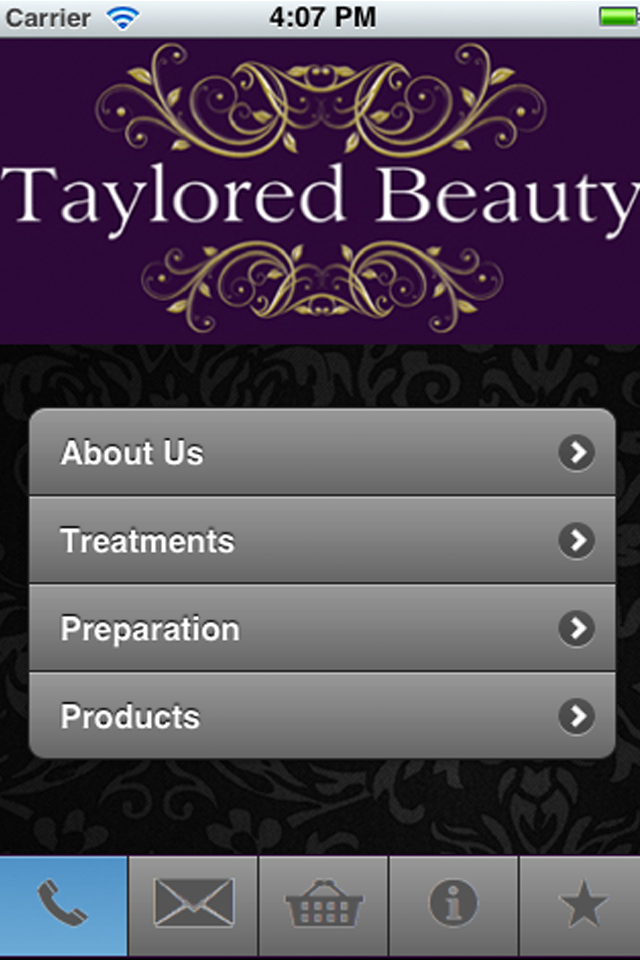 Carrier 4:07 PM
Taylored Beauty
About Us
Treatments
Preparation
Products